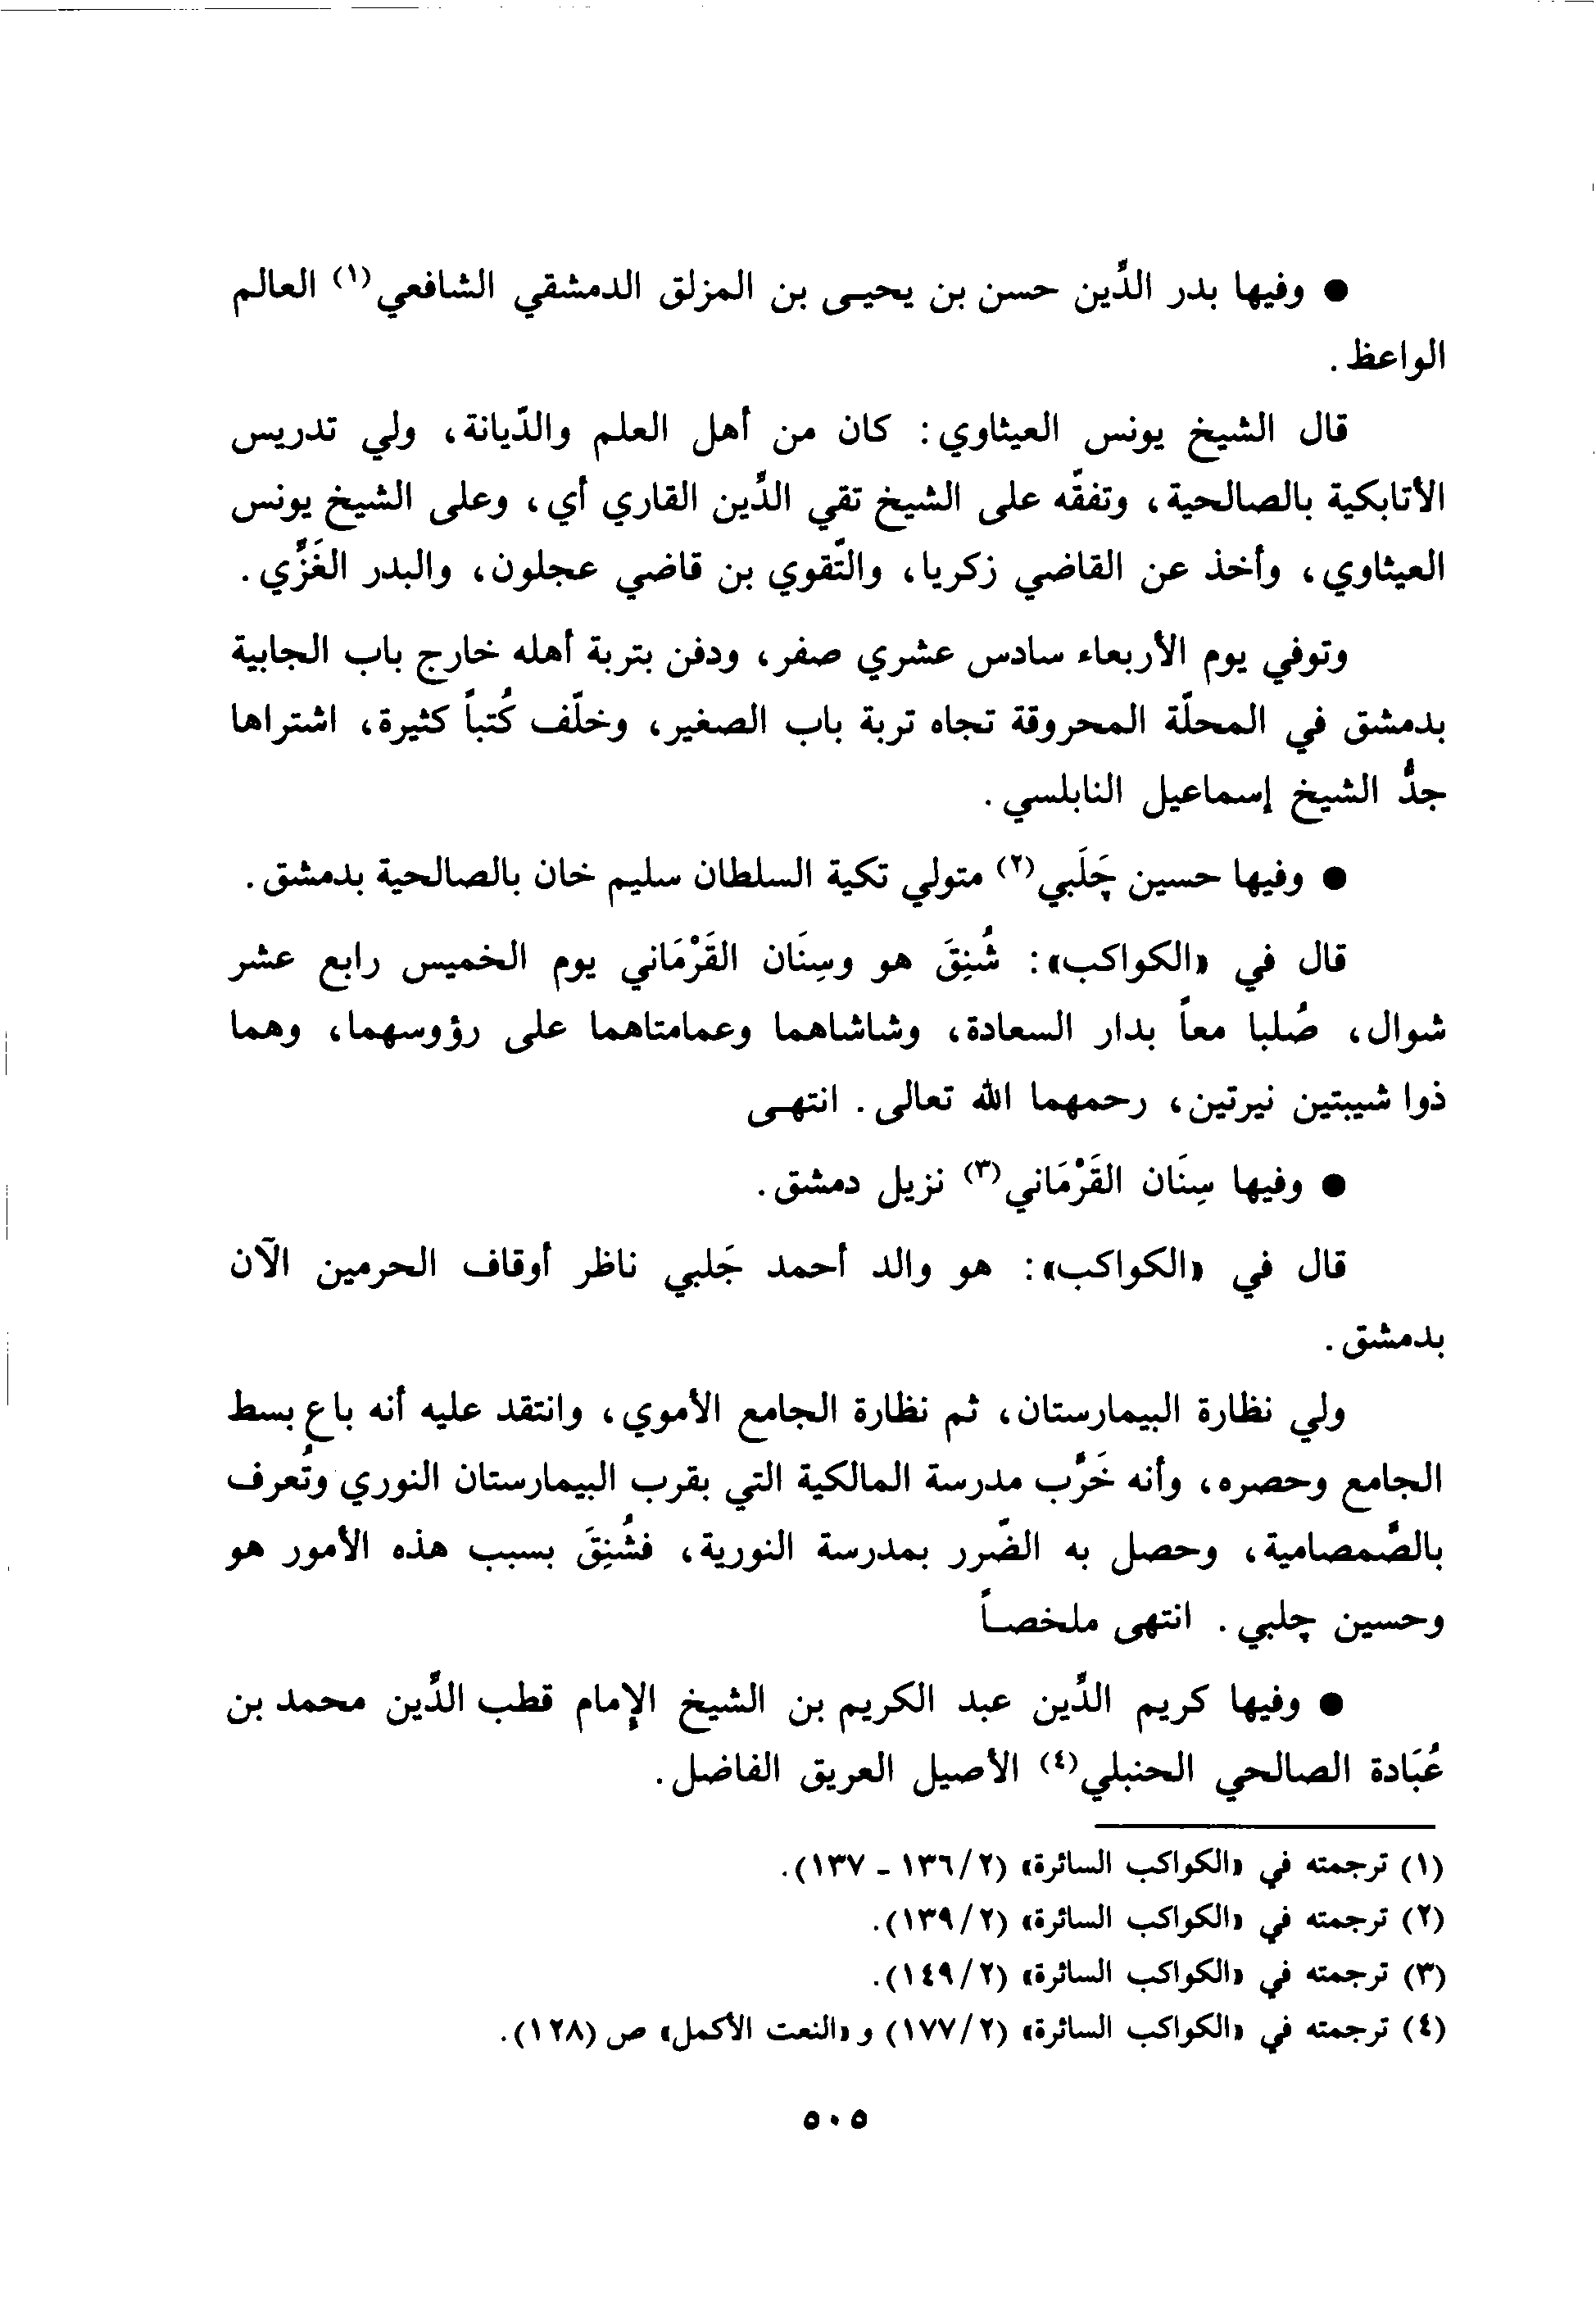 ● وفيها بدر الدِّين حسن بن يحيـى بن المزلق الدمشقي الشافعي(١) العالم
الواعظ.
قال الشيخ يونس العيثاوي: كان من أهل العلم والدِّيانة، ولي تدريس
الأتابكية بالصالحية، وتفقّه على الشيخ تقي الدِّين القاري أي، وعلى الشيخ يونس
العيثاوي، وأخذ عن القاضي زكريا، والتّقوي بن قاضي عجلون، والبدر الغَزِّي.
وتوفي يوم الأربعاء سادس عشري صفر، ودفن بتربة أهله خارج باب الجابية
بدمشق في المحلّة المحروقة تجاه تربة باب الصغير، وخلّف كُتباً كثيرة، اشتراها
جدُّ الشيخ إسماعيل النابلسي.
● وفيها حسين چَلَبي(٢) متولي تكية السلطان سليم خان بالصالحية بدمشق.
قال في «الكواكب»: شُنِقَ هو وسِنَان القَرْمَاني يوم الخميس رابع عشر
شوال، صُلبا معاً بدار السعادة، وشاشاهما وعمامتاهما على رؤوسهما، وهما
ذوا شيبتين نيرتين، رحمهما الله تعالى. انتهـى
● وفيها سِنَان القَرْمَاني(٣) نزيل دمشق.
قال في «الكواكب»: هو والد أحمد جَلبي ناظر أوقاف الحرمين الآن
بدمشق.
ولي نظارة البيمارستان، ثم نظارة الجامع الأموي، وانتقد عليه أنه باع بسط
الجامع وحصره، وأنه خَرَّب مدرسة المالكية التي بقرب البيمارستان النوري وتُعرف
بالصَّمصامية، وحصل به الضّرر بمدرسة النورية، فشُنِقَ بسبب هذه الأمور هو
وحسين چلبي. انتهى ملخصـاً
● وفيها كريم الدِّين عبد الكريم بن الشيخ الإمام قطب الدِّين محمد بن
عُبَادة الصالحي الحنبلي(٤) الأصيل العريق الفاضل.
(١) ترجمته في «الكواكب السائرة» (١٣٦/٢ - ١٣٧).
(٢) ترجمته في «الكواكب السائرة» (١٣٩/٢).
(٣) ترجمته في «الكواكب السائرة» (١٤٩/٢).
(٤) ترجمته في «الكواكب السائرة» (١٧٧/٢) و «النعت الأكمل» ص (١٢٨).
٥٠٥